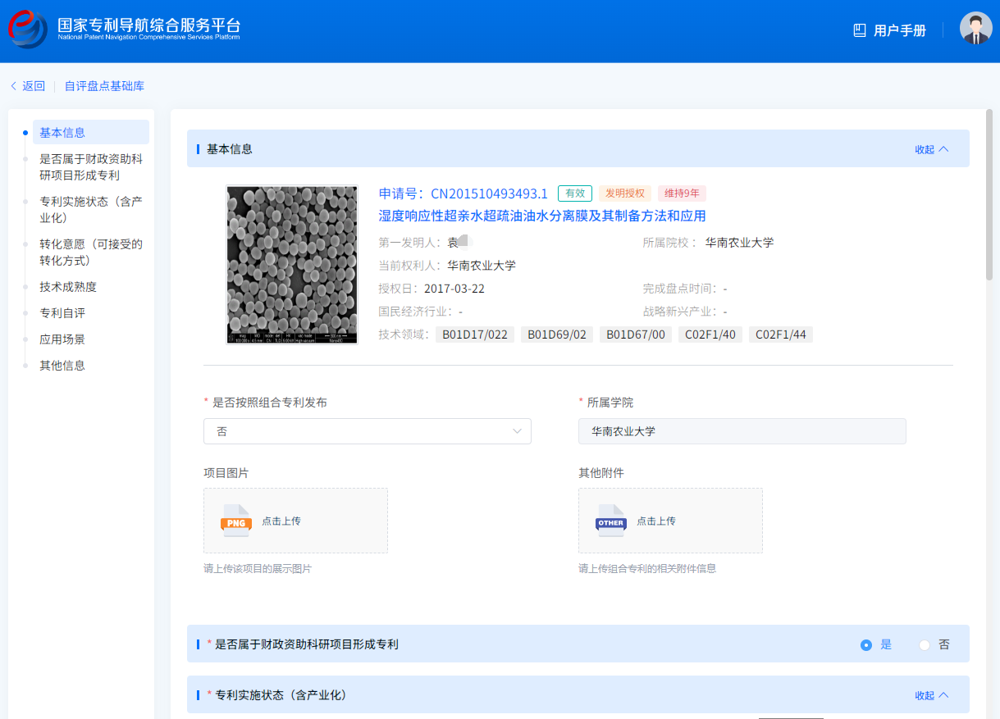 国家专利导航综合服务平台
National Patent Navigation Comprehensive Services Platform
用户手册
返回
自评盘点基础库
基本信息
是否属于财政资助科
研项目形成专利
专利实施状态（含产
业化）
转化意愿（可接受的
转化方式）
技术成熟度
专利自评
应用场景
其他信息
基本信息
收起
申请号：CN201510493493.1 有效 发明授权 维持9年
湿度响应性超亲水超疏油油水分离膜及其制备方法和应用
第一发明人：袁
所属院校：华南农业大学
当前权利人：华南农业大学
授权日：2017-03-22
完成盘点时间：-
国民经济行业：-
战略新兴产业：-
技术领域：B01D17/022 B01D69/02 B01D67/00 C02F1/40 C02F1/44
* 是否按照组合专利发布
否
* 所属学院
华南农业大学
项目图片
PNG 点击上传
请上传该项目的展示图片
其他附件
OTHER 点击上传
请上传组合专利的相关附件信息
* 是否属于财政资助科研项目形成专利
是 否
* 专利实施状态（含产业化）
收起